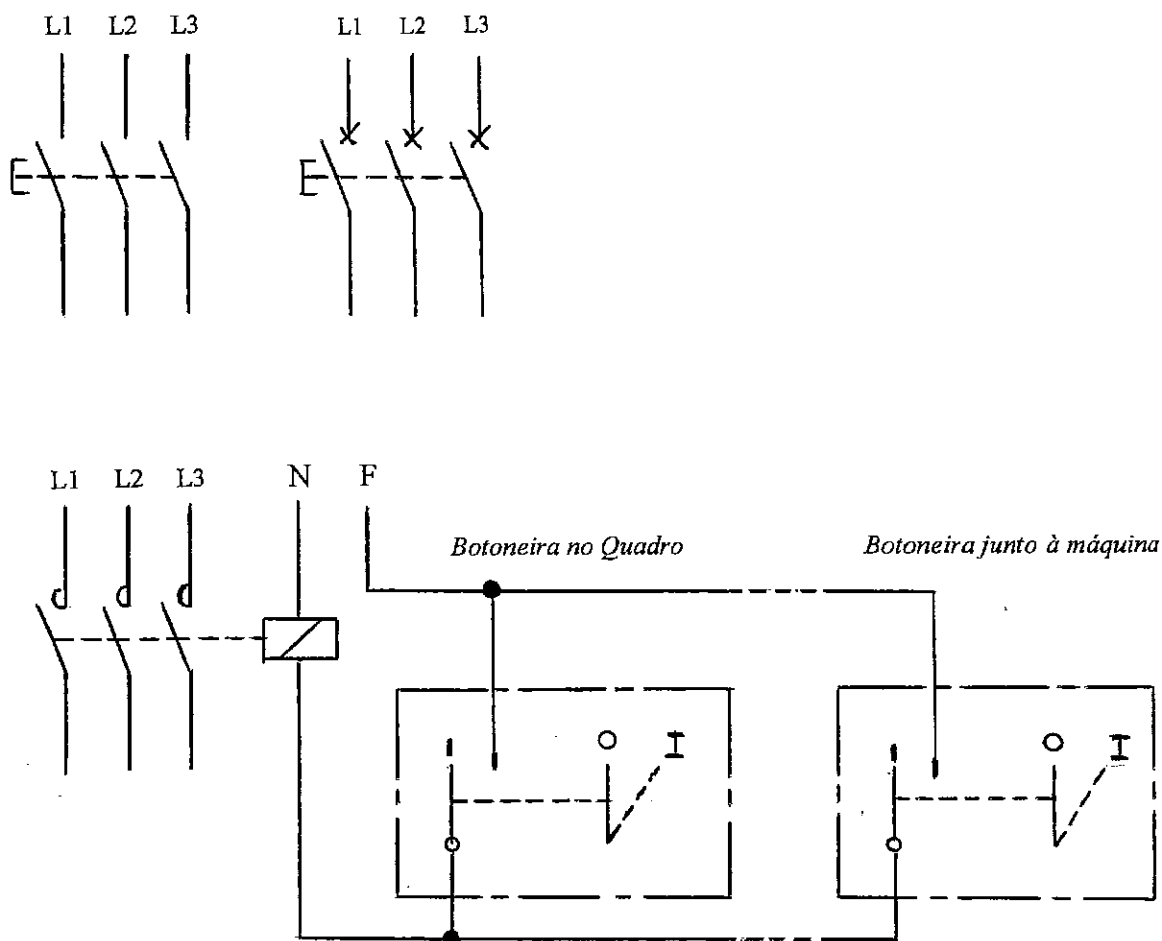 L1 L2 L3 L1 L2 L3
L1 L2 L3 N F
Botoneira no Quadro Botoneira junto à máquina
O I O I